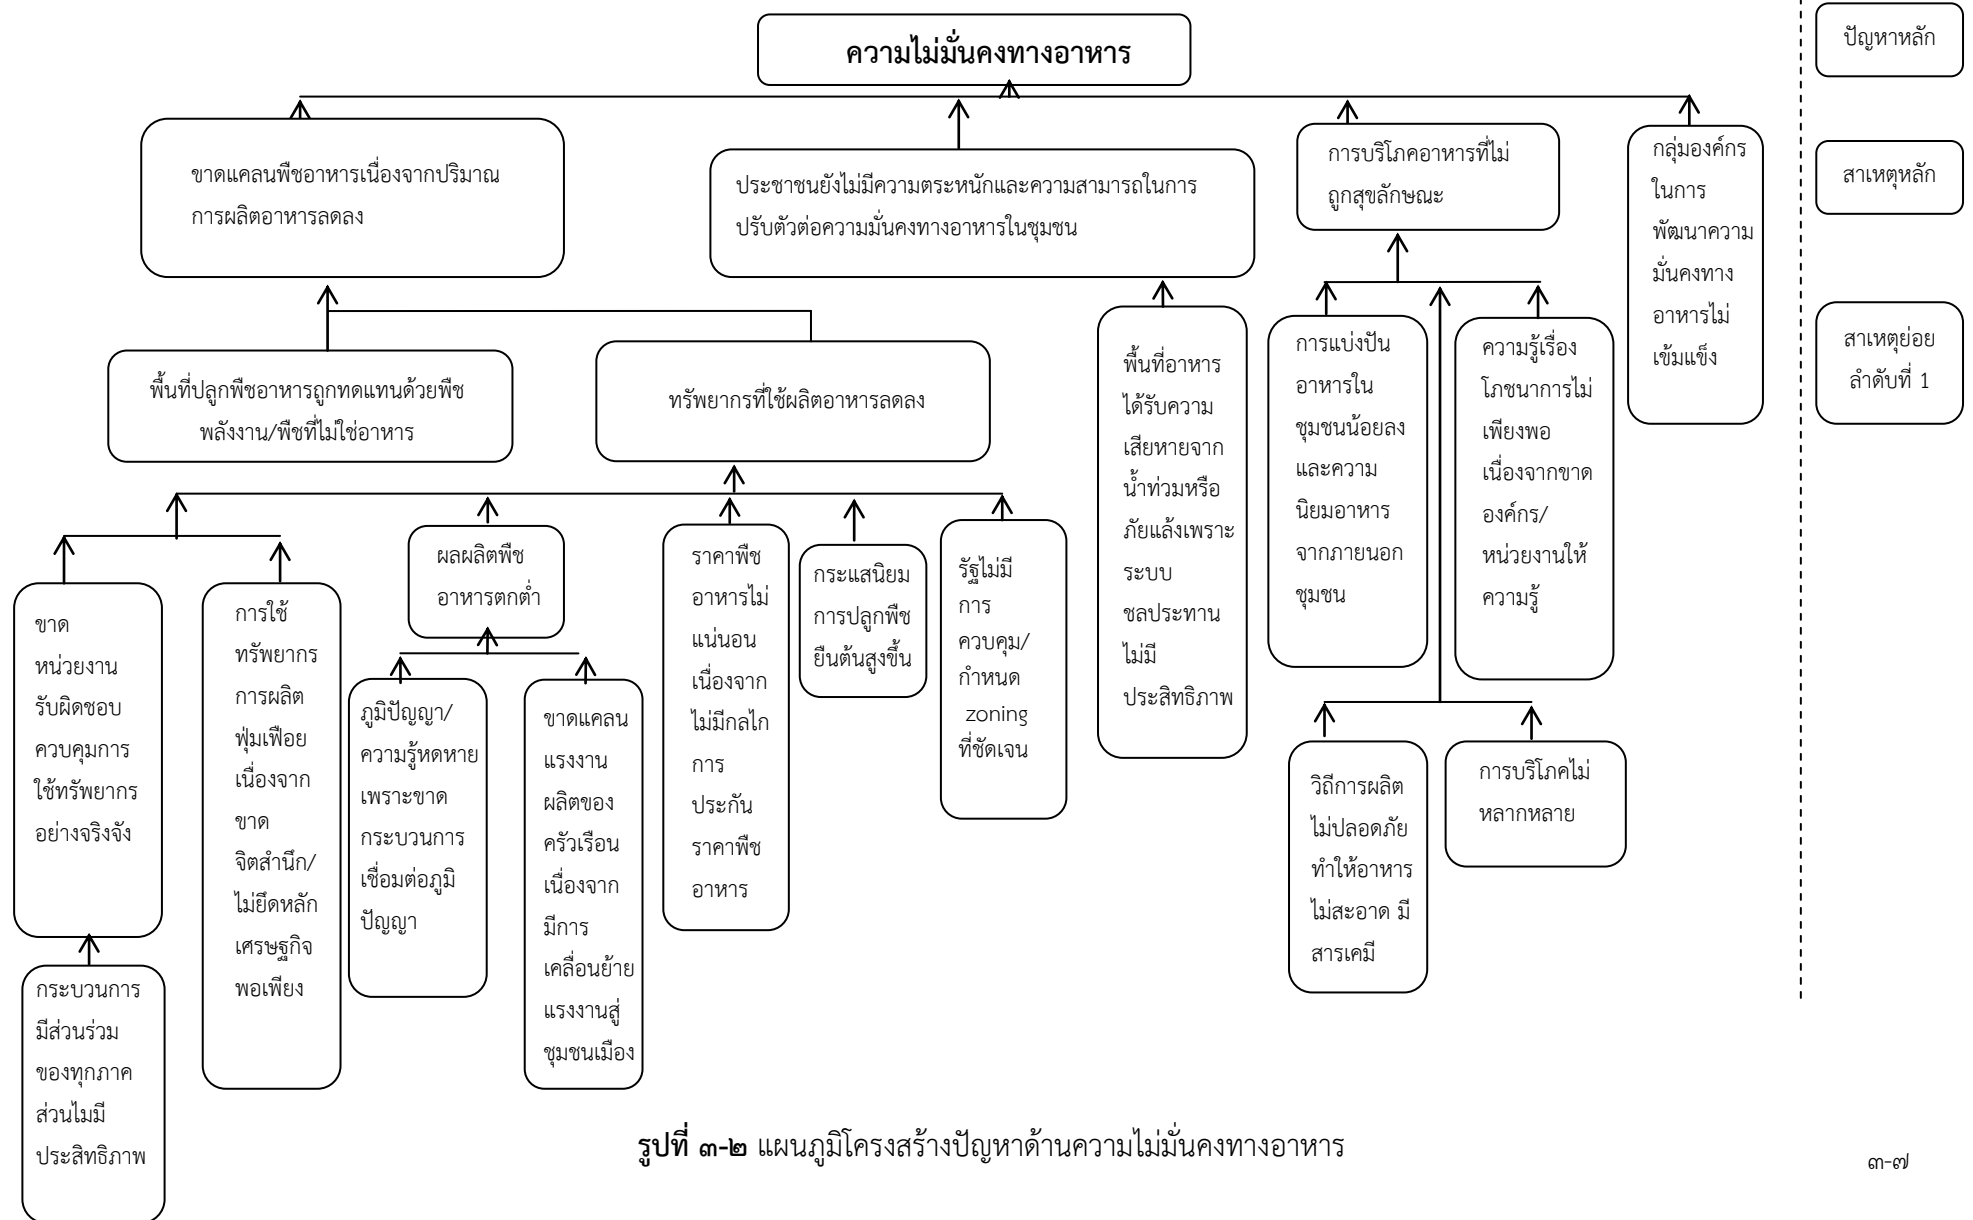 ความไม่มั่นคงทางอาหาร
ปัญหาหลัก
ขาดแคลนพืชอาหารเนื่องจากปริมาณ
การผลิตอาหารลดลง
ประชาชนยังไม่มีความตระหนักและความสามารถในการ
ปรับตัวต่อความมั่นคงทางอาหารในชุมชน
การบริโภคอาหารที่ไม่
ถูกสุขลักษณะ
กลุ่มองค์กร
ในการ
พัฒนาความ
มั่นคงทาง
อาหารไม่
เข้มแข็ง
สาเหตุหลัก
พื้นที่ปลูกพืชอาหารถูกทดแทนด้วยพืช
พลังงาน/พืชที่ไม่ใช่อาหาร
ทรัพยากรที่ใช้ผลิตอาหารลดลง
พื้นที่อาหาร
ได้รับความ
เสียหายจาก
น้ำท่วมหรือ
ภัยแล้งเพราะ
ระบบ
ชลประทาน
ไม่มี
ประสิทธิภาพ
การแบ่งปัน
อาหารใน
ชุมชนน้อยลง
และความ
นิยมอาหาร
จากภายนอก
ชุมชน
ความรู้เรื่อง
โภชนาการไม่
เพียงพอ
เนื่องจากขาด
องค์กร/
หน่วยงานให้
ความรู้
สาเหตุย่อย
ลำดับที่ 1
ขาด
หน่วยงาน
รับผิดชอบ
ควบคุมการ
ใช้ทรัพยากร
อย่างจริงจัง
การใช้
ทรัพยากร
การผลิต
ฟุ่มเฟือย
เนื่องจาก
ขาด
จิตสำนึก/
ไม่ยึดหลัก
เศรษฐกิจ
พอเพียง
ผลผลิตพืช
อาหารตกต่ำ
ภูมิปัญญา/
ความรู้หดหาย
เพราะขาด
กระบวนการ
เชื่อมต่อภูมิ
ปัญญา
ขาดแคลน
แรงงาน
ผลิตของ
ครัวเรือน
เนื่องจาก
มีการ
เคลื่อนย้าย
แรงงานสู่
ชุมชนเมือง
ราคาพืช
อาหารไม่
แน่นอน
เนื่องจาก
ไม่มีกลไก
การ
ประกัน
ราคาพืช
อาหาร
กระแสนิยม
การปลูกพืช
ยืนต้นสูงขึ้น
รัฐไม่มี
การ
ควบคุม/
กำหนด
zoning
ที่ชัดเจน
วิถีการผลิต
ไม่ปลอดภัย
ทำให้อาหาร
ไม่สะอาด มี
สารเคมี
การบริโภคไม่
หลากหลาย
กระบวนการ
มีส่วนร่วม
ของทุกภาค
ส่วนไมมี
ประสิทธิภาพ
รูปที่ ๓-๒ แผนภูมิโครงสร้างปัญหาด้านความไม่มั่นคงทางอาหาร
๓-๗